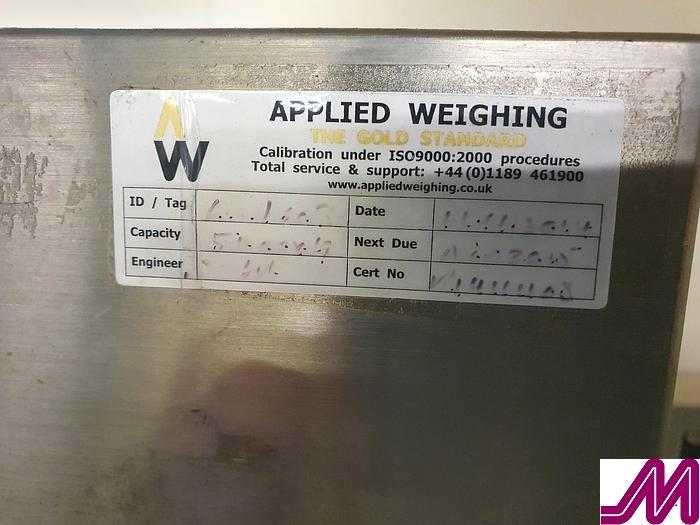 AW
APPLIED WEIGHING
THE GOLD STANDARD
Calibration under ISO9000:2000 procedures
Total service & support: +44(0)1189 461900
www.appliedweighing.co.uk
ID / Tag Date
Capacity Next Due
Engineer Cert No
M